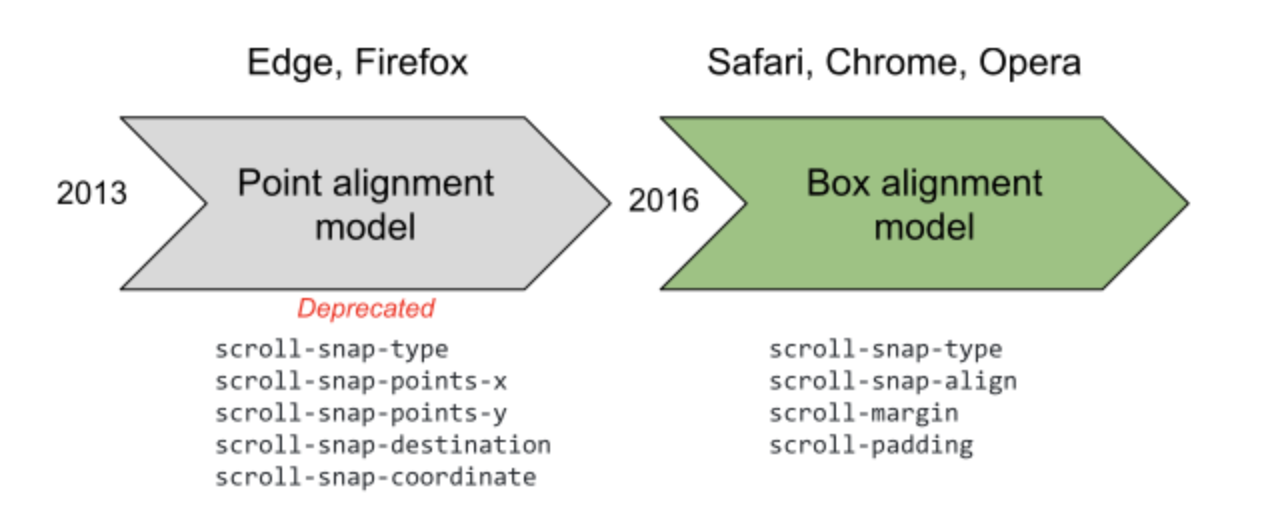 Edge, Firefox
Safari, Chrome, Opera
2013
Point alignment
model
2016
Box alignment
model
Deprecated
scroll-snap-type
scroll-snap-points-x
scroll-snap-points-y
scroll-snap-destination
scroll-snap-coordinate
scroll-snap-type
scroll-snap-align
scroll-margin
scroll-padding